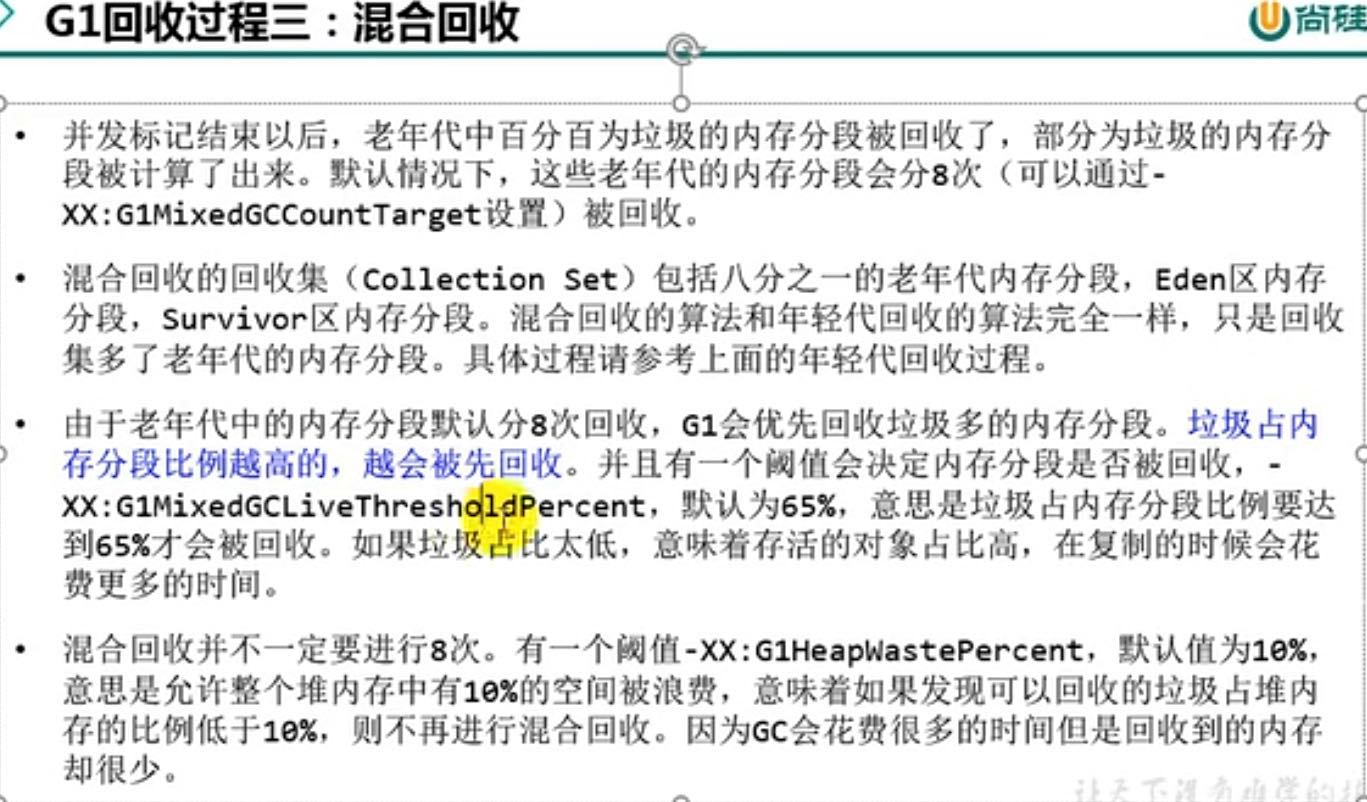 G1回收过程三：混合回收
尚硅
• 并发标记结束以后，老年代中百分百为垃圾的内存分段被回收了，部分为垃圾的内存分
段被计算了出来。默认情况下，这些老年代的内存分段会分8次（可以通过-
XX:G1MixedGCCountTarget设置）被回收。
• 混合回收的回收集（Collection Set）包括八分之一的老年代内存分段，Eden区内存
分段，Survivor区内存分段。混合回收的算法和年轻代回收的算法完全一样，只是回收
集多了老年代的内存分段。具体过程请参考上面的年轻代回收过程。
• 由于老年代中的内存分段默认分8次回收，G1会优先回收垃圾多的内存分段。垃圾占内
存分段比例越高的，越会被先回收。并且有一个阈值会决定内存分段是否被回收，-
XX:G1MixedGCLiveThresholdPercent，默认为65%，意思是垃圾占内存分段比例要达
到65%才会被回收。如果垃圾占比太低，意味着存活的对象占比高，在复制的时候会花
费更多的时间。
• 混合回收并不一定要进行8次。有一个阈值-XX:G1HeapWastePercent，默认值为10%，
意思是允许整个堆内存中有10%的空间被浪费，意味着如果发现可以回收的垃圾占堆内
存的比例低于10%，则不再进行混合回收。因为GC会花费很多的时间但是回收到的内存
却很少。
让天下没有难学的